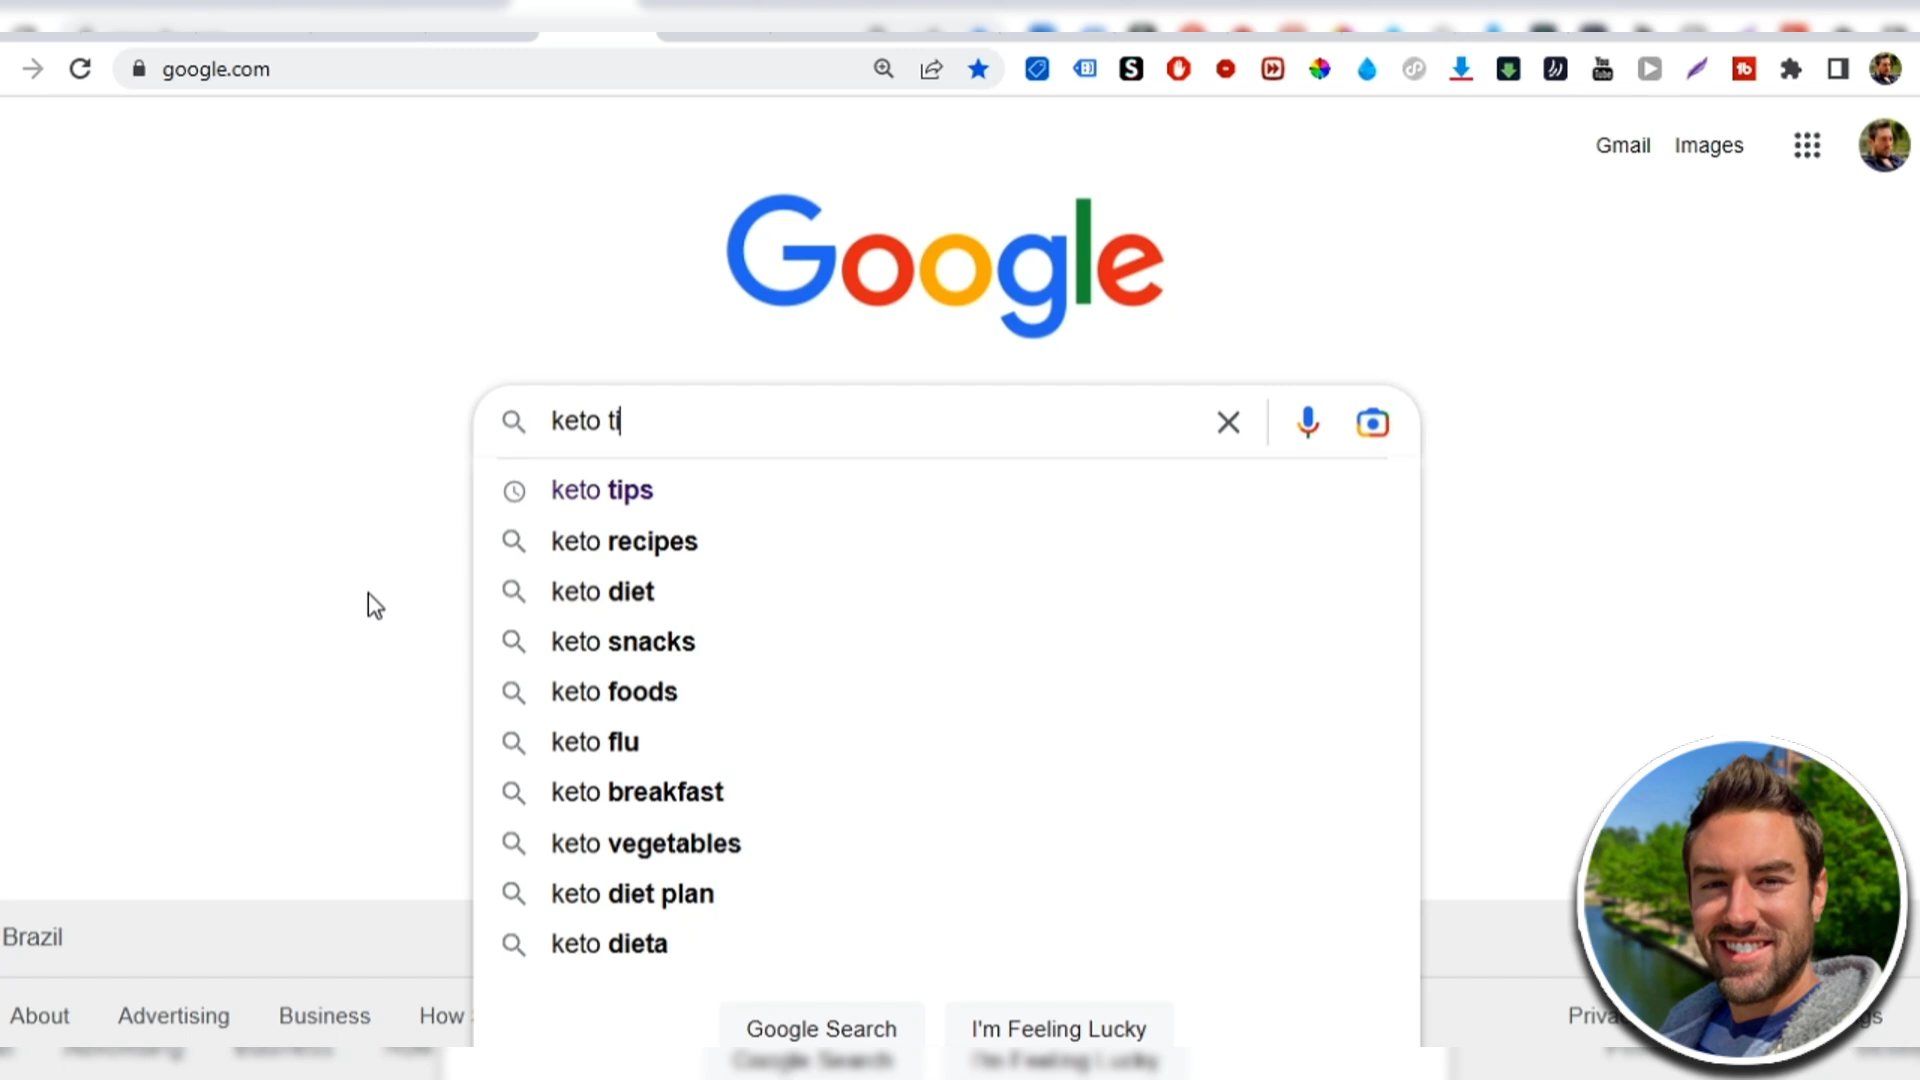 google.com
Gmail Images
Google
keto ti
keto tips
keto recipes
keto diet
keto snacks
keto foods
keto flu
keto breakfast
keto vegetables
keto diet plan
keto dieta
Google Search I'm Feeling Lucky
Brazil
About Advertising Business How